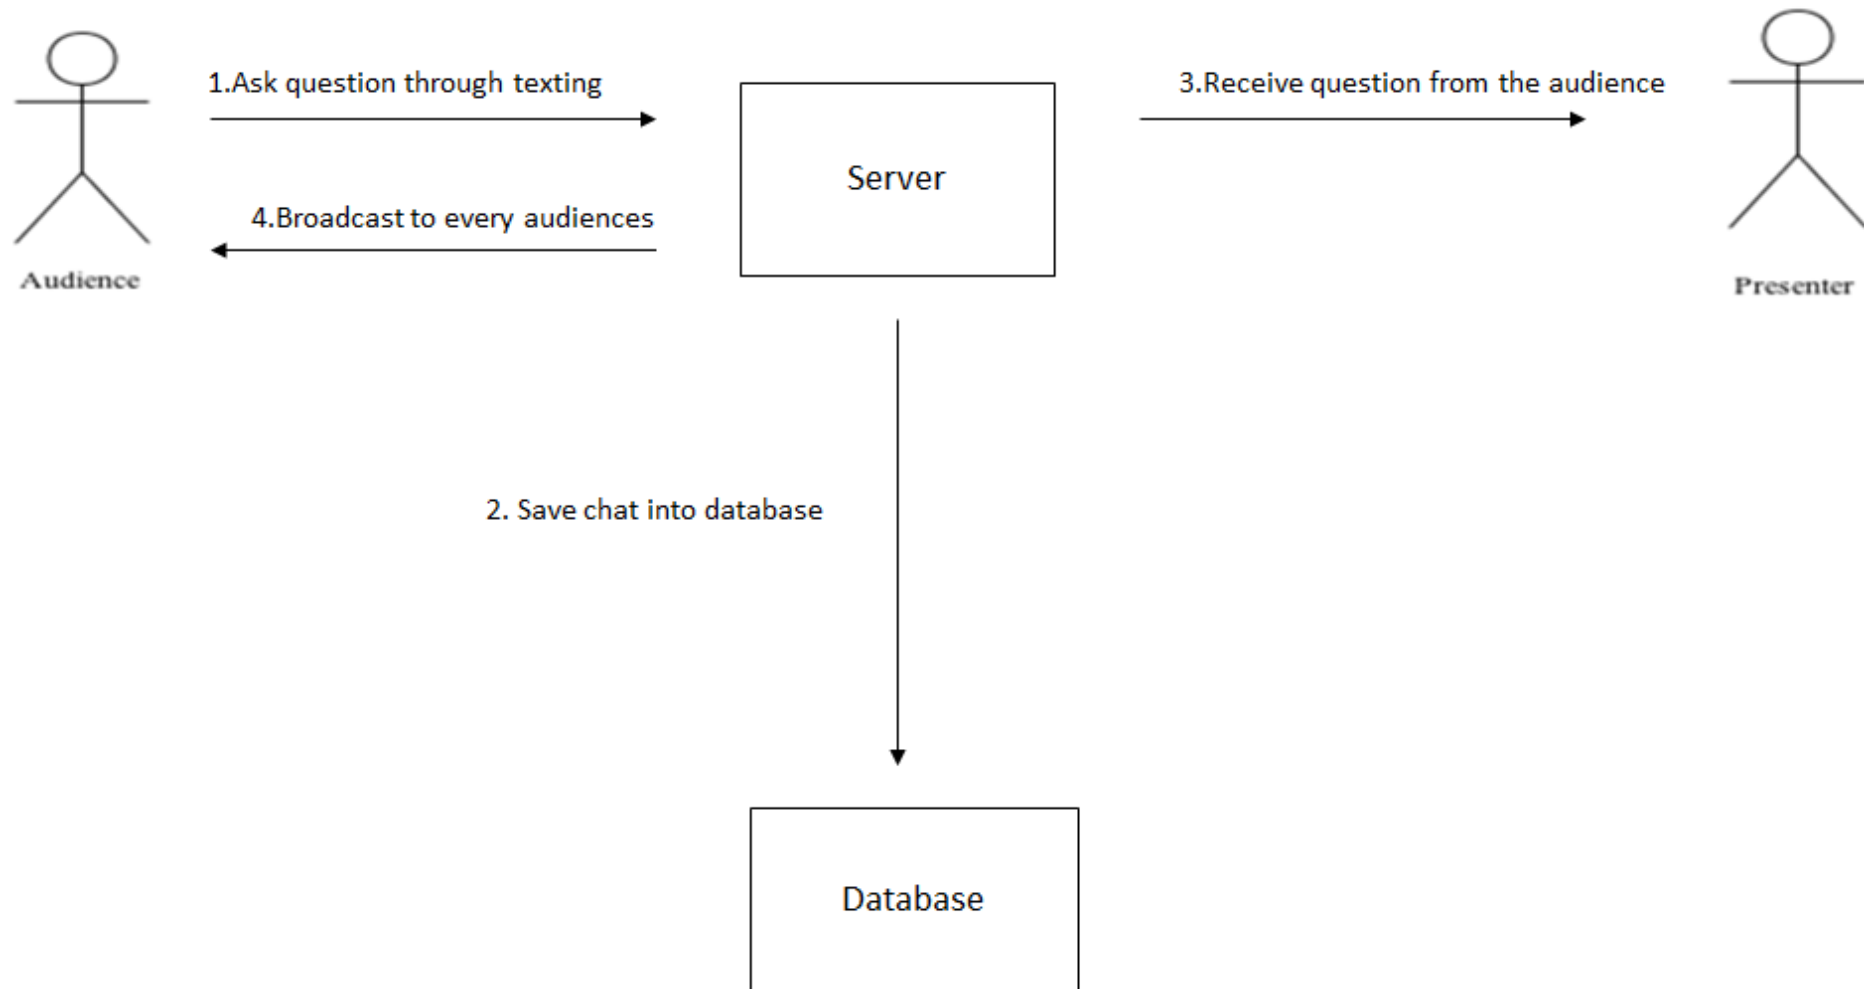 1.Ask question through texting
3.Receive question from the audience
Server
4.Broadcast to every audiences
Audience
Presenter
2. Save chat into database
Database